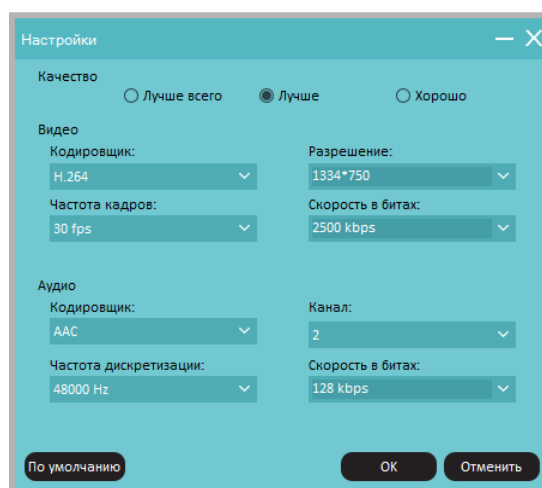 Настройки
Качество
Лучше всего Лучше Хорошо
Видео
Кодировщик: Разрешение:
H.264 1334*750
Частота кадров: Скорость в битах:
30 fps 2500 kbps
Аудио
Кодировщик: Канал:
AAC 2
Частота дискретизации: Скорость в битах:
48000 Hz 128 kbps
По умолчанию OK Отменить